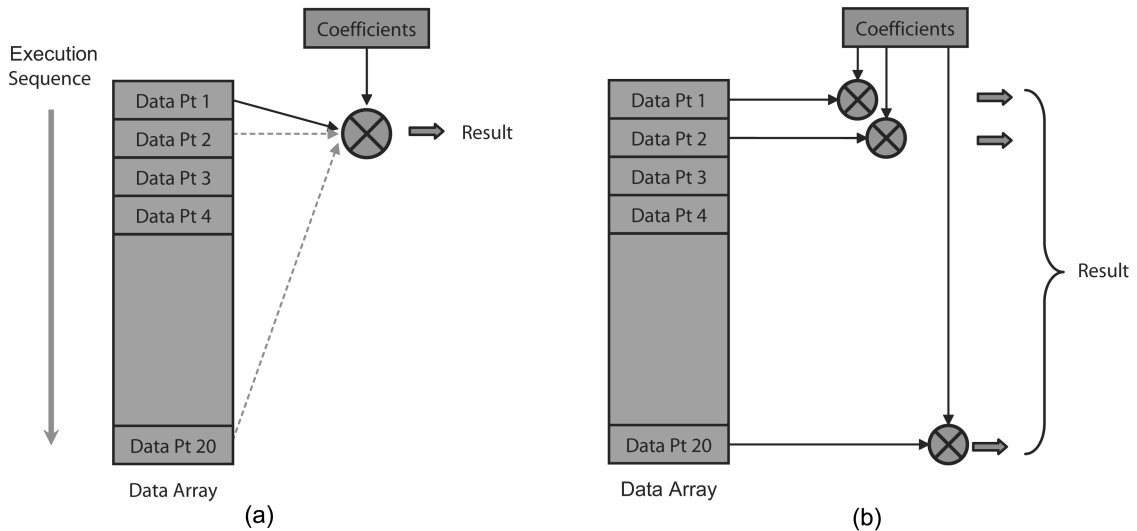 Coefficients
Execution
Sequence
Data Pt 1
Data Pt 2
Data Pt 3
Data Pt 4
Data Pt 20
Result
Data Array
(a)
Coefficients
Data Pt 1
Data Pt 2
Data Pt 3
Data Pt 4
Data Pt 20
Result
Data Array
(b)